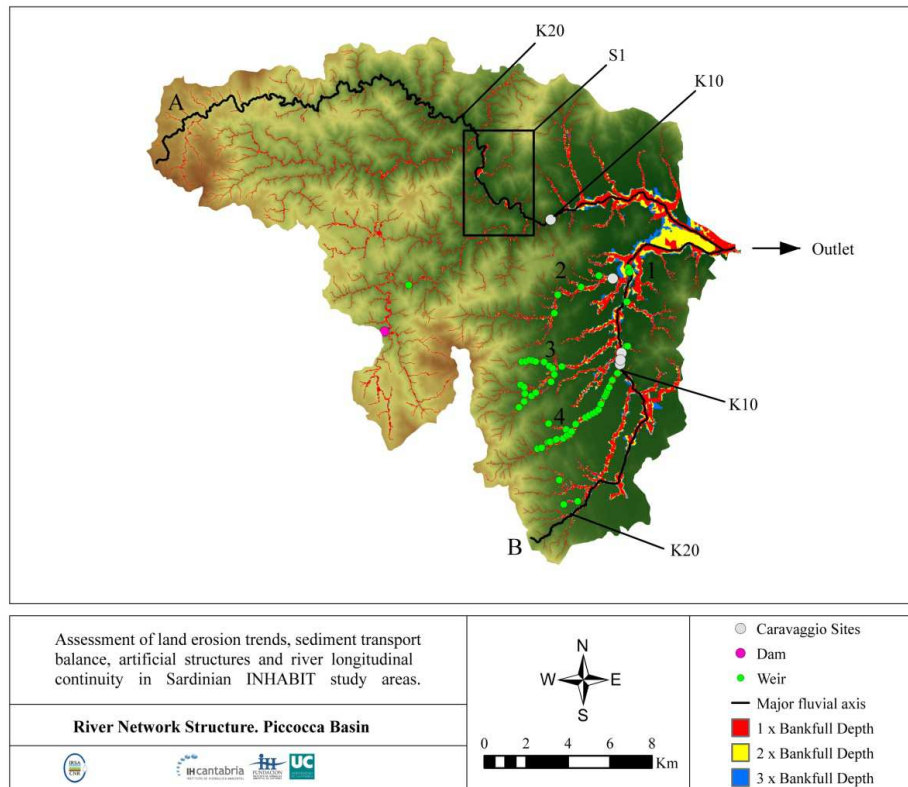 K20
S1
K10
A
Outlet
2
1
3
4
K10
B
K20
Assessment of land erosion trends, sediment transport
balance, artificial structures and river longitudinal
continuity in Sardinian INHABIT study areas.
River Network Structure. Piccocca Basin
IRSA
CNR
IHcantabria
FUNDACIÓN
UC
N
W E
S
0 2 4 6 8
Km
Caravaggio Sites
Dam
Weir
Major fluvial axis
1 x Bankfull Depth
2 x Bankfull Depth
3 x Bankfull Depth